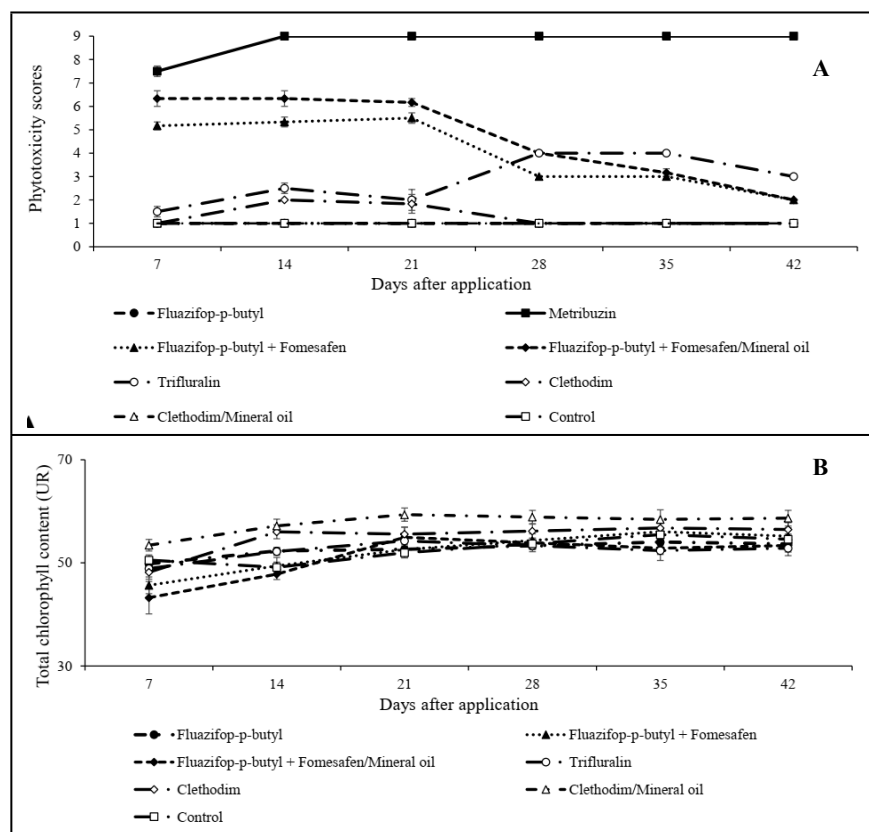 A
9
8
7
6
5
4
3
2
1
0
Phytotoxicity scores
7 14 21 28 35 42
Days after application
Fluazifop-p-butyl Metribuzin
Fluazifop-p-butyl + Fomesafen Fluazifop-p-butyl + Fomesafen/Mineral oil
Trifluralin Clethodim
Clethodim/Mineral oil Control
B
70
50
30
Total chlorophyll content (UR)
7 14 21 28 35 42
Days after application
Fluazifop-p-butyl Fluazifop-p-butyl + Fomesafen
Fluazifop-p-butyl + Fomesafen/Mineral oil Trifluralin
Clethodim Clethodim/Mineral oil
Control